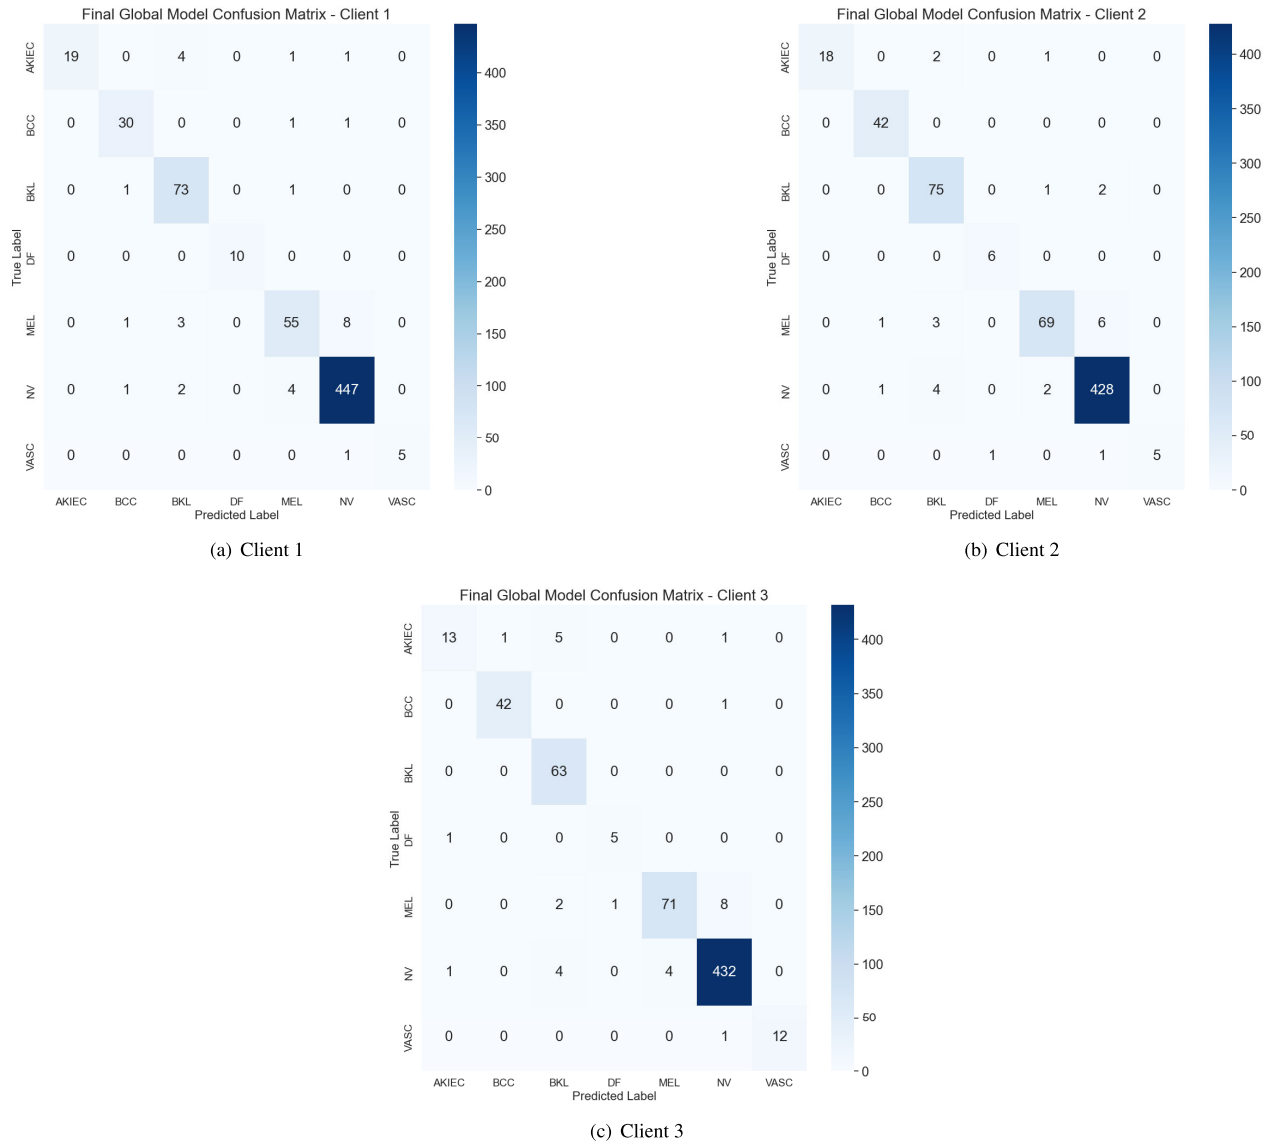 Final Global Model Confusion Matrix - Client 1
AKIEC 19 0 4 0 1 1 0
BCC 0 30 0 0 1 1 0
BKL 0 1 73 0 1 0 0
DF 0 0 0 10 0 0 0
MEL 0 1 3 0 55 8 0
NV 0 1 2 0 4 447 0
VASC 0 0 0 0 0 1 5
True Label
AKIEC BCC BKL DF MEL NV VASC
Predicted Label
400
350
300
250
200
150
100
50
0
(a) Client 1
Final Global Model Confusion Matrix - Client 2
AKIEC 18 0 2 0 1 0 0
BCC 0 42 0 0 0 0 0
BKL 0 0 75 0 1 2 0
DF 0 0 0 6 0 0 0
MEL 0 1 3 0 69 6 0
NV 0 1 4 0 2 428 0
VASC 0 0 0 1 0 1 5
True Label
AKIEC BCC BKL DF MEL NV VASC
Predicted Label
400
350
300
250
200
150
100
50
0
(b) Client 2
Final Global Model Confusion Matrix - Client 3
AKIEC 13 1 5 0 0 1 0
BCC 0 42 0 0 0 1 0
BKL 0 0 63 0 0 0 0
DF 1 0 0 5 0 0 0
MEL 0 0 2 1 71 8 0
NV 1 0 4 0 4 432 0
VASC 0 0 0 0 0 1 12
True Label
AKIEC BCC BKL DF MEL NV VASC
Predicted Label
400
350
300
250
200
150
100
50
0
(c) Client 3